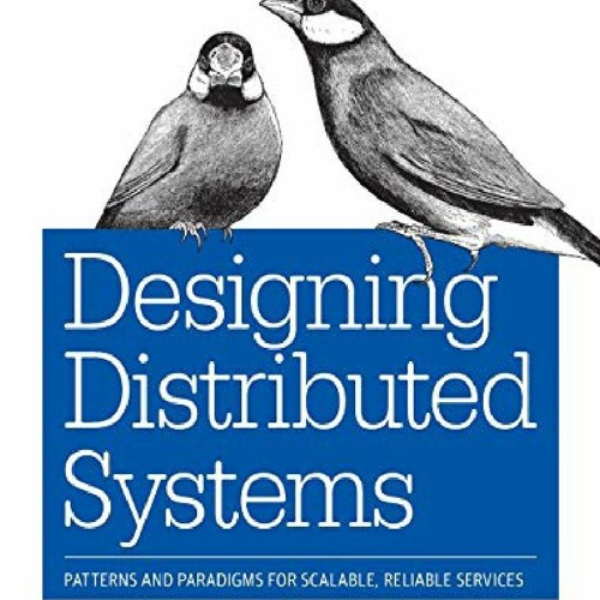 Designing
Distributed
Systems
PATTERNS AND PARADIGMS FOR SCALABLE, RELIABLE SERVICES